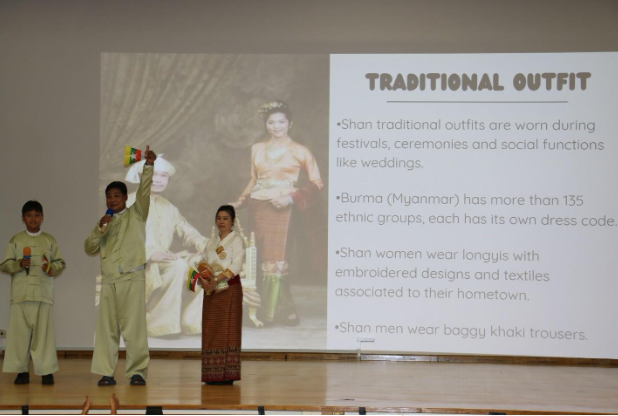 TRADITIONAL OUTFIT
•Shan traditional outfits are worn during
festivals, ceremonies and social functions
like weddings.
•Burma (Myanmar) has more than 135
ethnic groups, each has its own dress code.
•Shan women wear longyis with
embroidered designs and textiles
associated to their hometown.
•Shan men wear baggy khaki trousers.